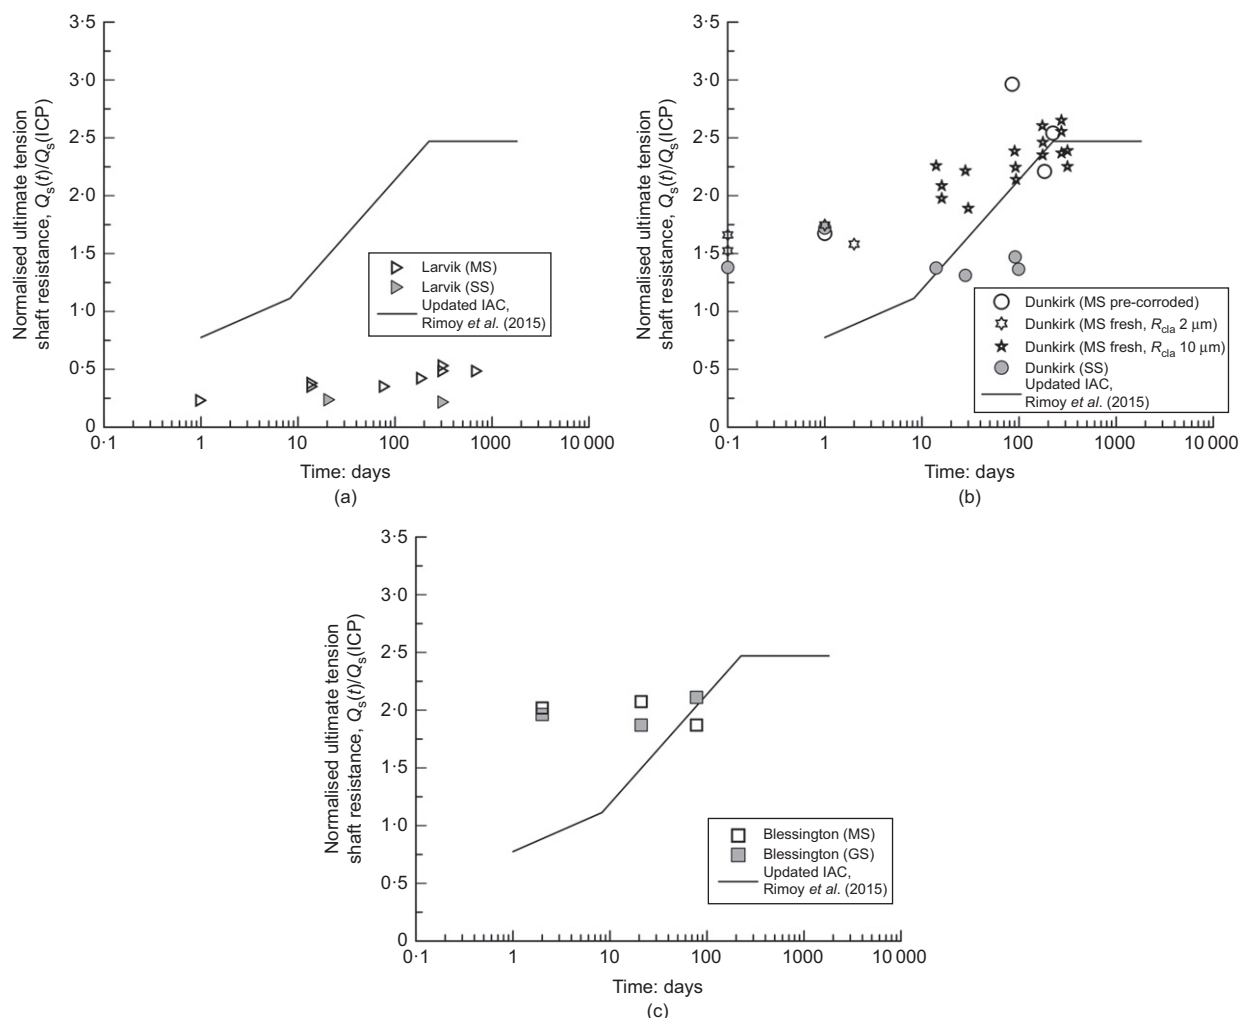 Normalised ultimate tension
shaft resistance, Qs(t)/Qs(ICP)
3·5
3·0
2·5
2·0
1·5
1·0
0·5
0
Larvik (MS)
Larvik (SS)
Updated IAC,
Rimoy et al. (2015)
0·1 1 10 100 1000 10 000
Time: days
(a)
Normalised ultimate tension
shaft resistance, Qs(t)/Qs(ICP)
3·5
3·0
2·5
2·0
1·5
1·0
0·5
0
Dunkirk (MS pre-corroded)
Dunkirk (MS fresh, Rcla 2 μm)
Dunkirk (MS fresh, Rcla 10 μm)
Dunkirk (SS)
Updated IAC,
Rimoy et al. (2015)
0·1 1 10 100 1000 10 000
Time: days
(b)
Normalised ultimate tension
shaft resistance, Qs(t)/Qs(ICP)
3·5
3·0
2·5
2·0
1·5
1·0
0·5
0
Blessington (MS)
Blessington (GS)
Updated IAC,
Rimoy et al. (2015)
0·1 1 10 100 1000 10 000
Time: days
(c)